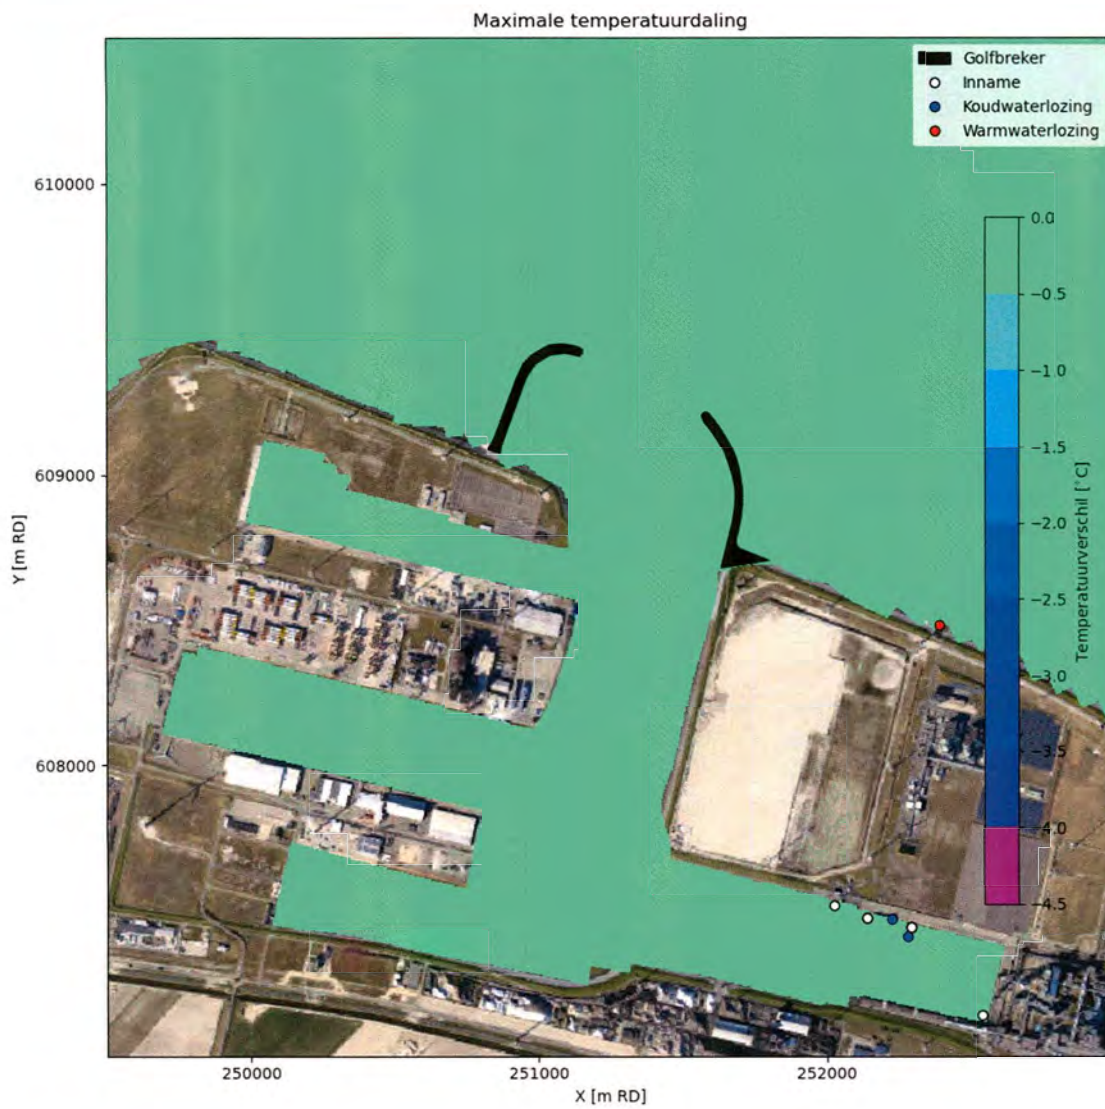 Maximale temperatuurdaling
Golfbreker
Inname
Koudwaterlozing
Warmwaterlozing
610000
609000
608000
Y [m RD]
0.0
−0.5
−1.0
−1.5
−2.0
−2.5
−3.0
−3.5
−4.0
−4.5
Temperatuurverschil [°C]
250000
251000
252000
X [m RD]